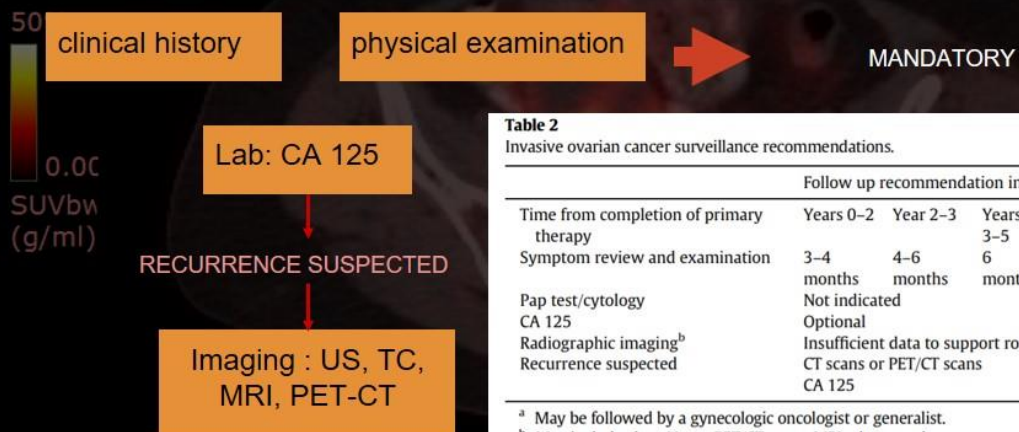 50
clinical history
physical examination
MANDATORY
0.00
SUVbw
(g/ml)
Lab: CA 125
RECURRENCE SUSPECTED
Imaging : US, TC,
MRI, PET-CT
Table 2
Invasive ovarian cancer surveillance recommendations.
Follow up recommendation in
Time from completion of primary Years 0–2 Year 2–3 Years
therapy 3–5
Symptom review and examination 3–4 4–6 6
months months mont
Pap test/cytology Not indicated
CA 125 Optional
Radiographic imagingᵇ Insufficient data to support ro
Recurrence suspected CT scans or PET/CT scans
CA 125
ᵃ May be followed by a gynecologic oncologist or generalist.